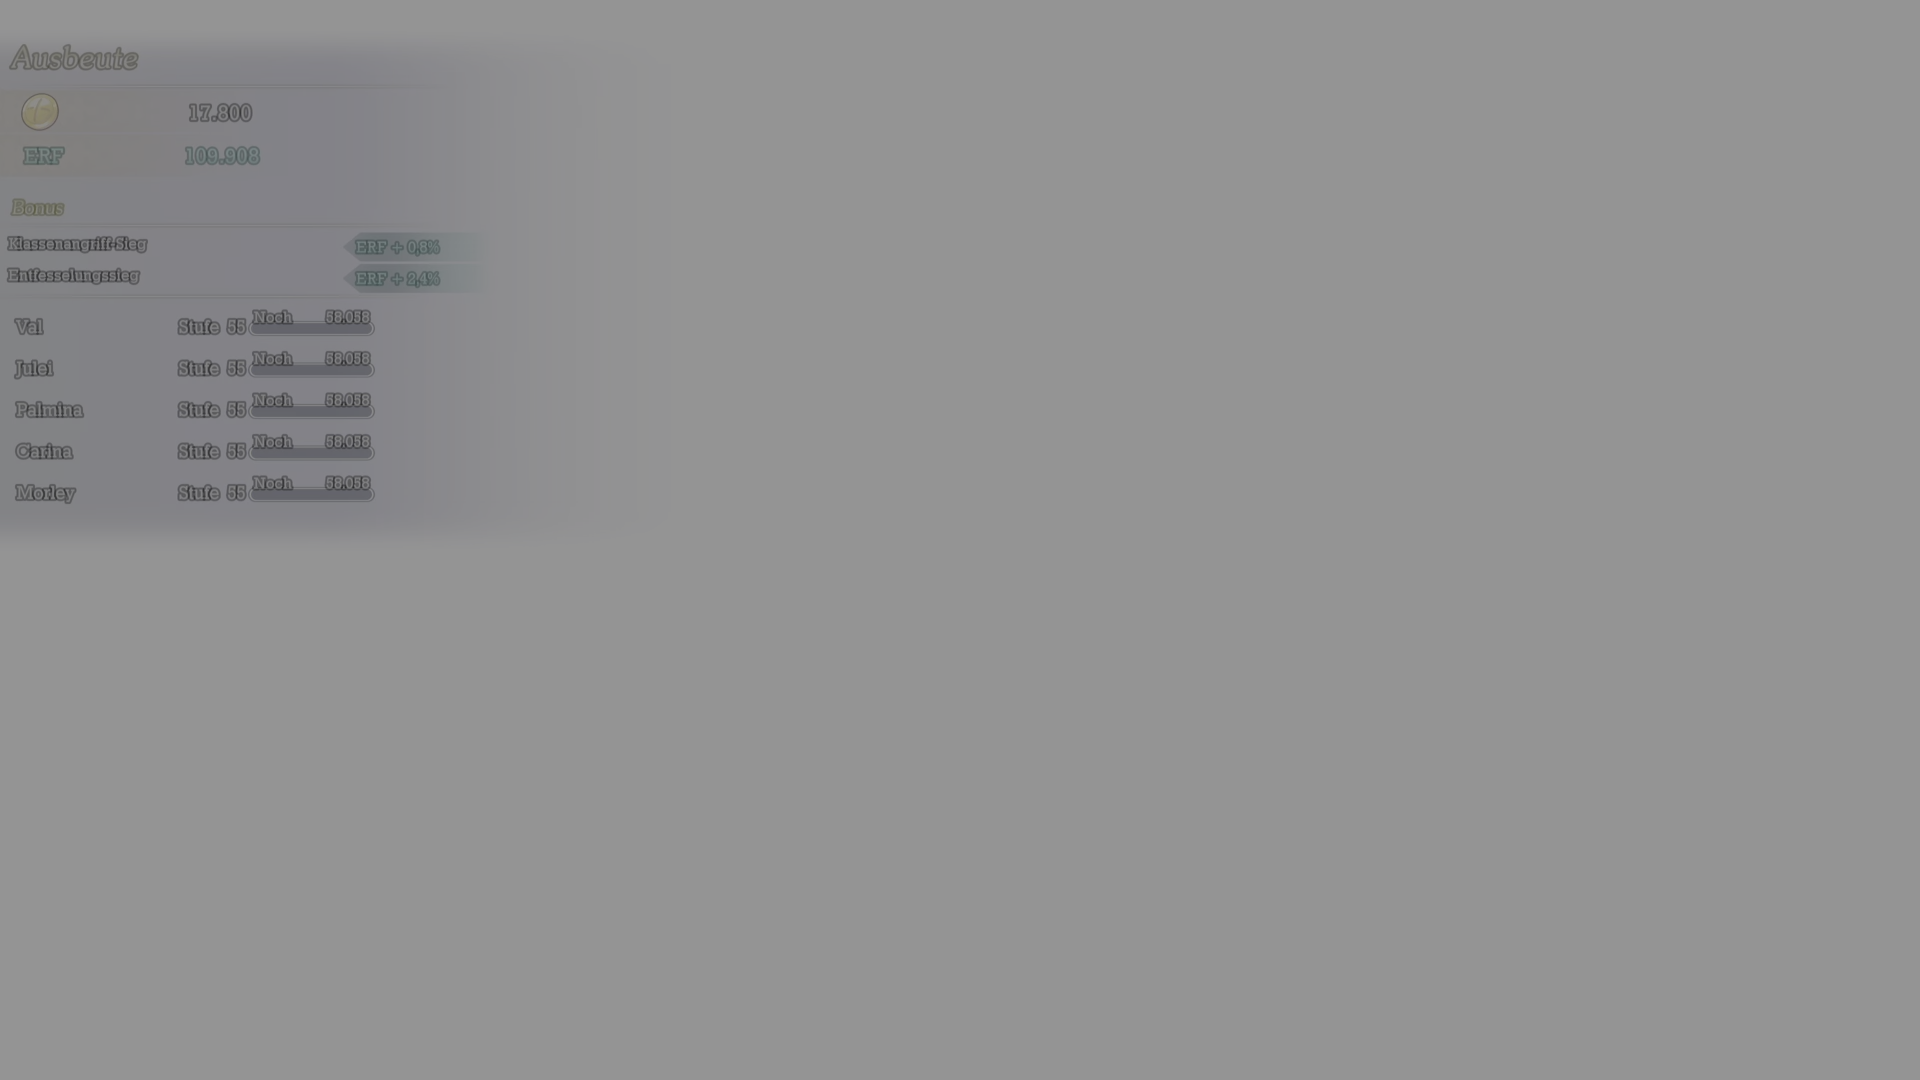 Ausbeute
17.800
ERF 109.908
Bonus
Klassenangriff-Sieg ERF + 0,8%
Entfesselungssieg ERF + 2,4%
Val Stufe 55 Noch 58.058
Julei Stufe 55 Noch 58.058
Palmina Stufe 55 Noch 58.058
Carina Stufe 55 Noch 58.058
Morley Stufe 55 Noch 58.058